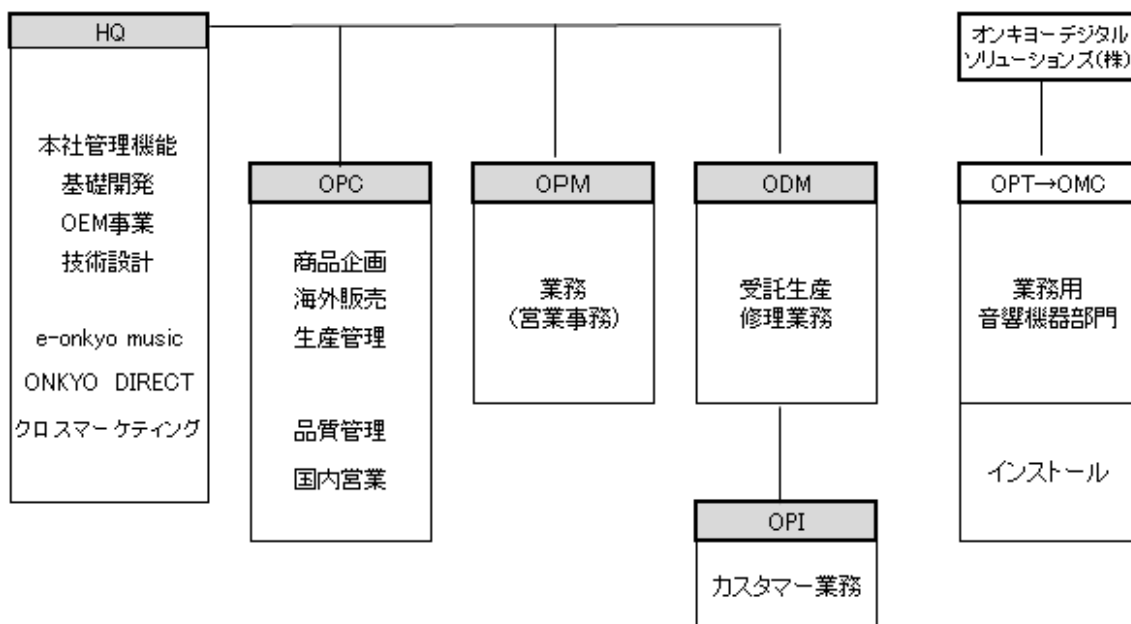 HQ
本社管理機能
基礎開発
OEM事業
技術設計
e-onkyo music
ONKYO DIRECT
クロスマーケティング
OPC
商品企画
海外販売
生産管理
品質管理
国内営業
OPM
業務
(営業事務)
ODM
受託生産
修理業務
OPI
カスタマー業務
オンキヨーデジタル
ソリューションズ(株)
OPT→OMC
業務用
音響機器部門
インストール